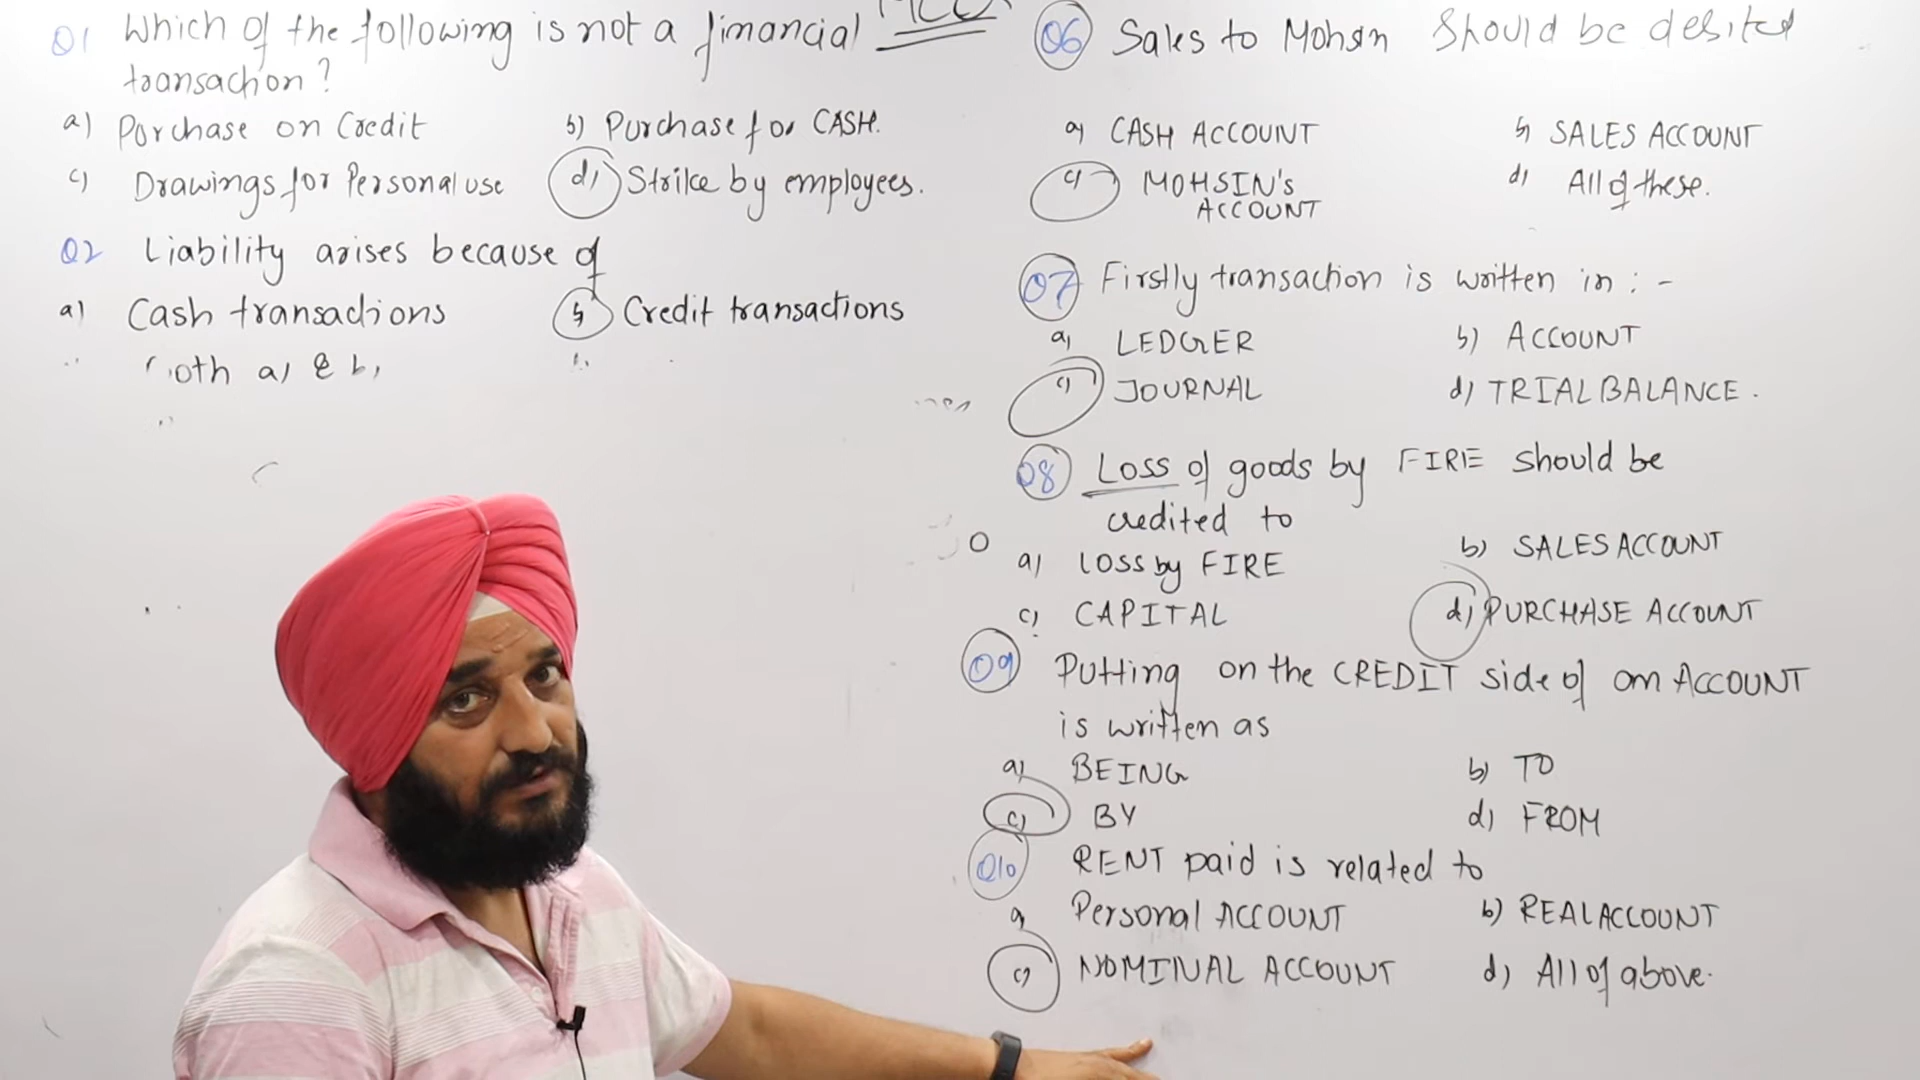 MCQ
Q1 Which of the following is not a financial
transaction?
a) Purchase on Credit b) Purchase for CASH.
c) Drawings for Personal use d) Strike by employees.
Q2 Liability arises because of
a) Cash transactions b) Credit transactions
oth a) & b)
Q6 Sales to Mohsin Should be desited
a) CASH ACCOUNT b) SALES ACCOUNT
c) MOHSIN's d) All of these.
ACCOUNT
Q7 Firstly transaction is written in :-
a) LEDGER b) ACCOUNT
c) JOURNAL d) TRIAL BALANCE.
Q8 Loss of goods by FIRE should be
credited to
a) Loss by FIRE b) SALES ACCOUNT
c) CAPITAL d) PURCHASE ACCOUNT
Q9 Putting on the CREDIT side of an ACCOUNT
is written as
a) BEING b) TO
c) BY d) FROM
Q10 RENT paid is related to
a) Personal ACCOUNT b) REAL ACCOUNT
c) NOMINAL ACCOUNT d) All of above.